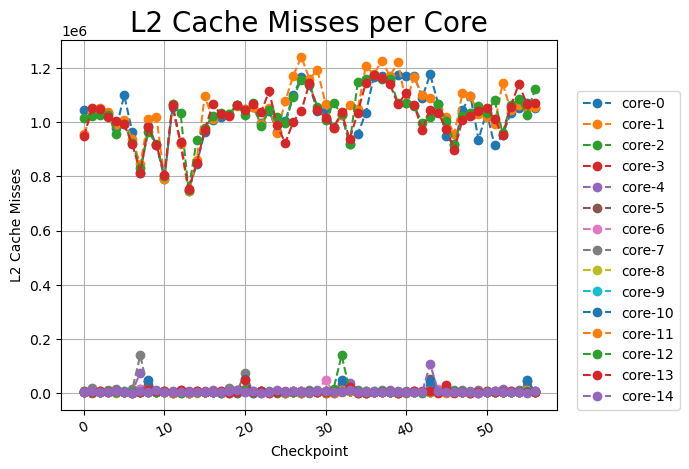 L2 Cache Misses per Core
1e6
1.2
1.0
0.8
0.6
0.4
0.2
0.0
L2 Cache Misses
0
10
20
30
40
50
Checkpoint
core-0
core-1
core-2
core-3
core-4
core-5
core-6
core-7
core-8
core-9
core-10
core-11
core-12
core-13
core-14